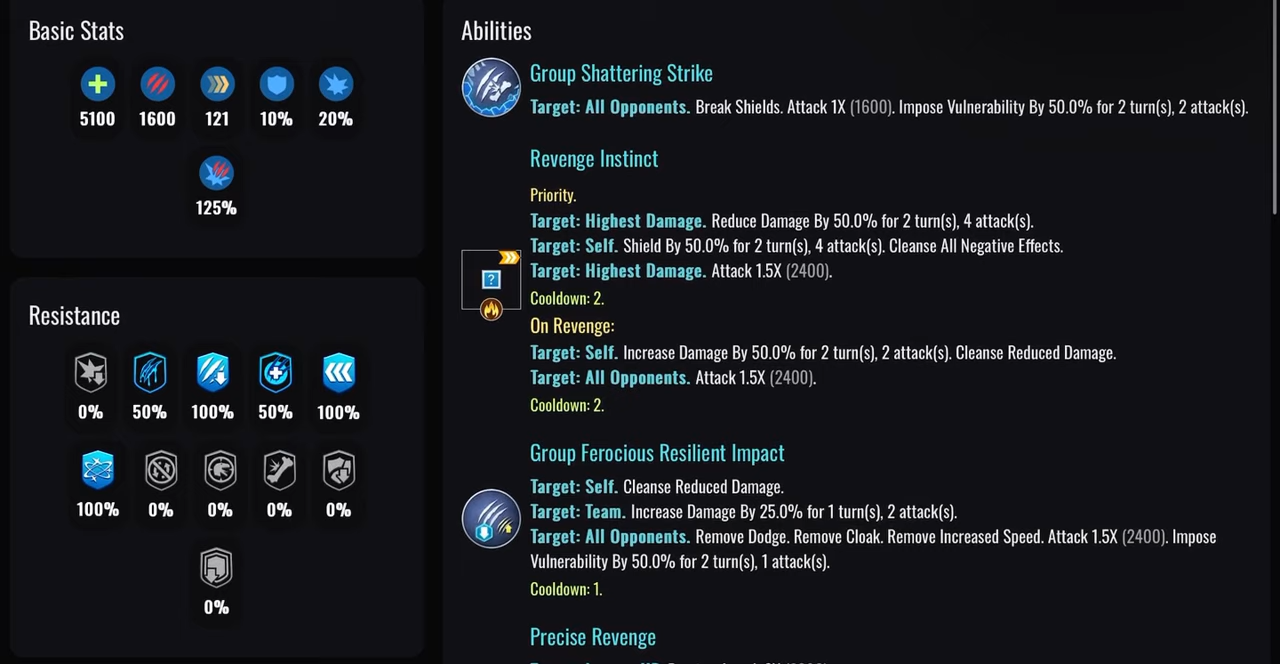 Basic Stats
5100 1600 121 10% 20%
125%
Resistance
0% 50% 100% 50% 100%
100% 0% 0% 0% 0%
0%
Abilities
Group Shattering Strike
Target: All Opponents. Break Shields. Attack 1X (1600). Impose Vulnerability By 50.0% for 2 turn(s), 2 attack(s).
Revenge Instinct
Priority.
Target: Highest Damage. Reduce Damage By 50.0% for 2 turn(s), 4 attack(s).
Target: Self. Shield By 50.0% for 2 turn(s), 4 attack(s). Cleanse All Negative Effects.
Target: Highest Damage. Attack 1.5X (2400).
?
Cooldown: 2.
On Revenge:
Target: Self. Increase Damage By 50.0% for 2 turn(s), 2 attack(s). Cleanse Reduced Damage.
Target: All Opponents. Attack 1.5X (2400).
Cooldown: 2.
Group Ferocious Resilient Impact
Target: Self. Cleanse Reduced Damage.
Target: Team. Increase Damage By 25.0% for 1 turn(s), 2 attack(s).
Target: All Opponents. Remove Dodge. Remove Cloak. Remove Increased Speed. Attack 1.5X (2400). Impose
Vulnerability By 50.0% for 2 turn(s), 1 attack(s).
Cooldown: 1.
Precise Revenge